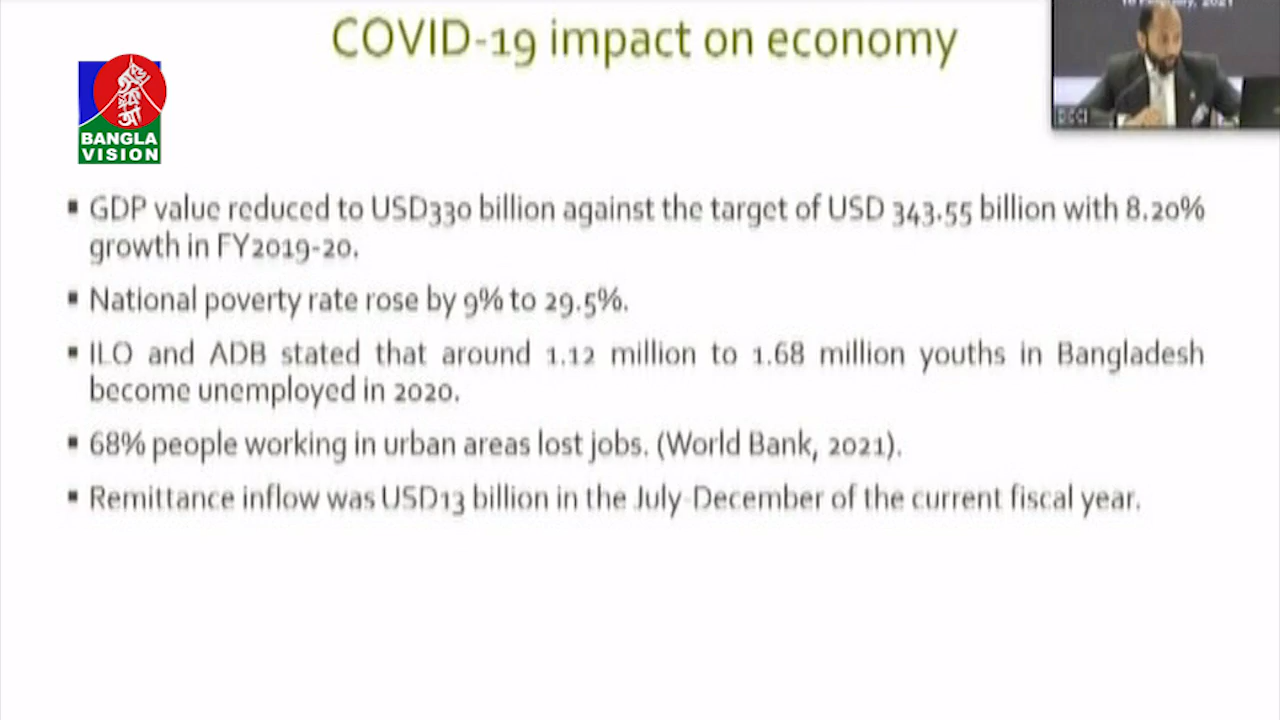 COVID-19 impact on economy
BANGLA
VISION
DCCI
▪ GDP value reduced to USD330 billion against the target of USD 343.55 billion with 8.20%
growth in FY2019-20.
▪ National poverty rate rose by 9% to 29.5%.
▪ ILO and ADB stated that around 1.12 million to 1.68 million youths in Bangladesh
become unemployed in 2020.
▪ 68% people working in urban areas lost jobs. (World Bank, 2021).
▪ Remittance inflow was USD13 billion in the July-December of the current fiscal year.